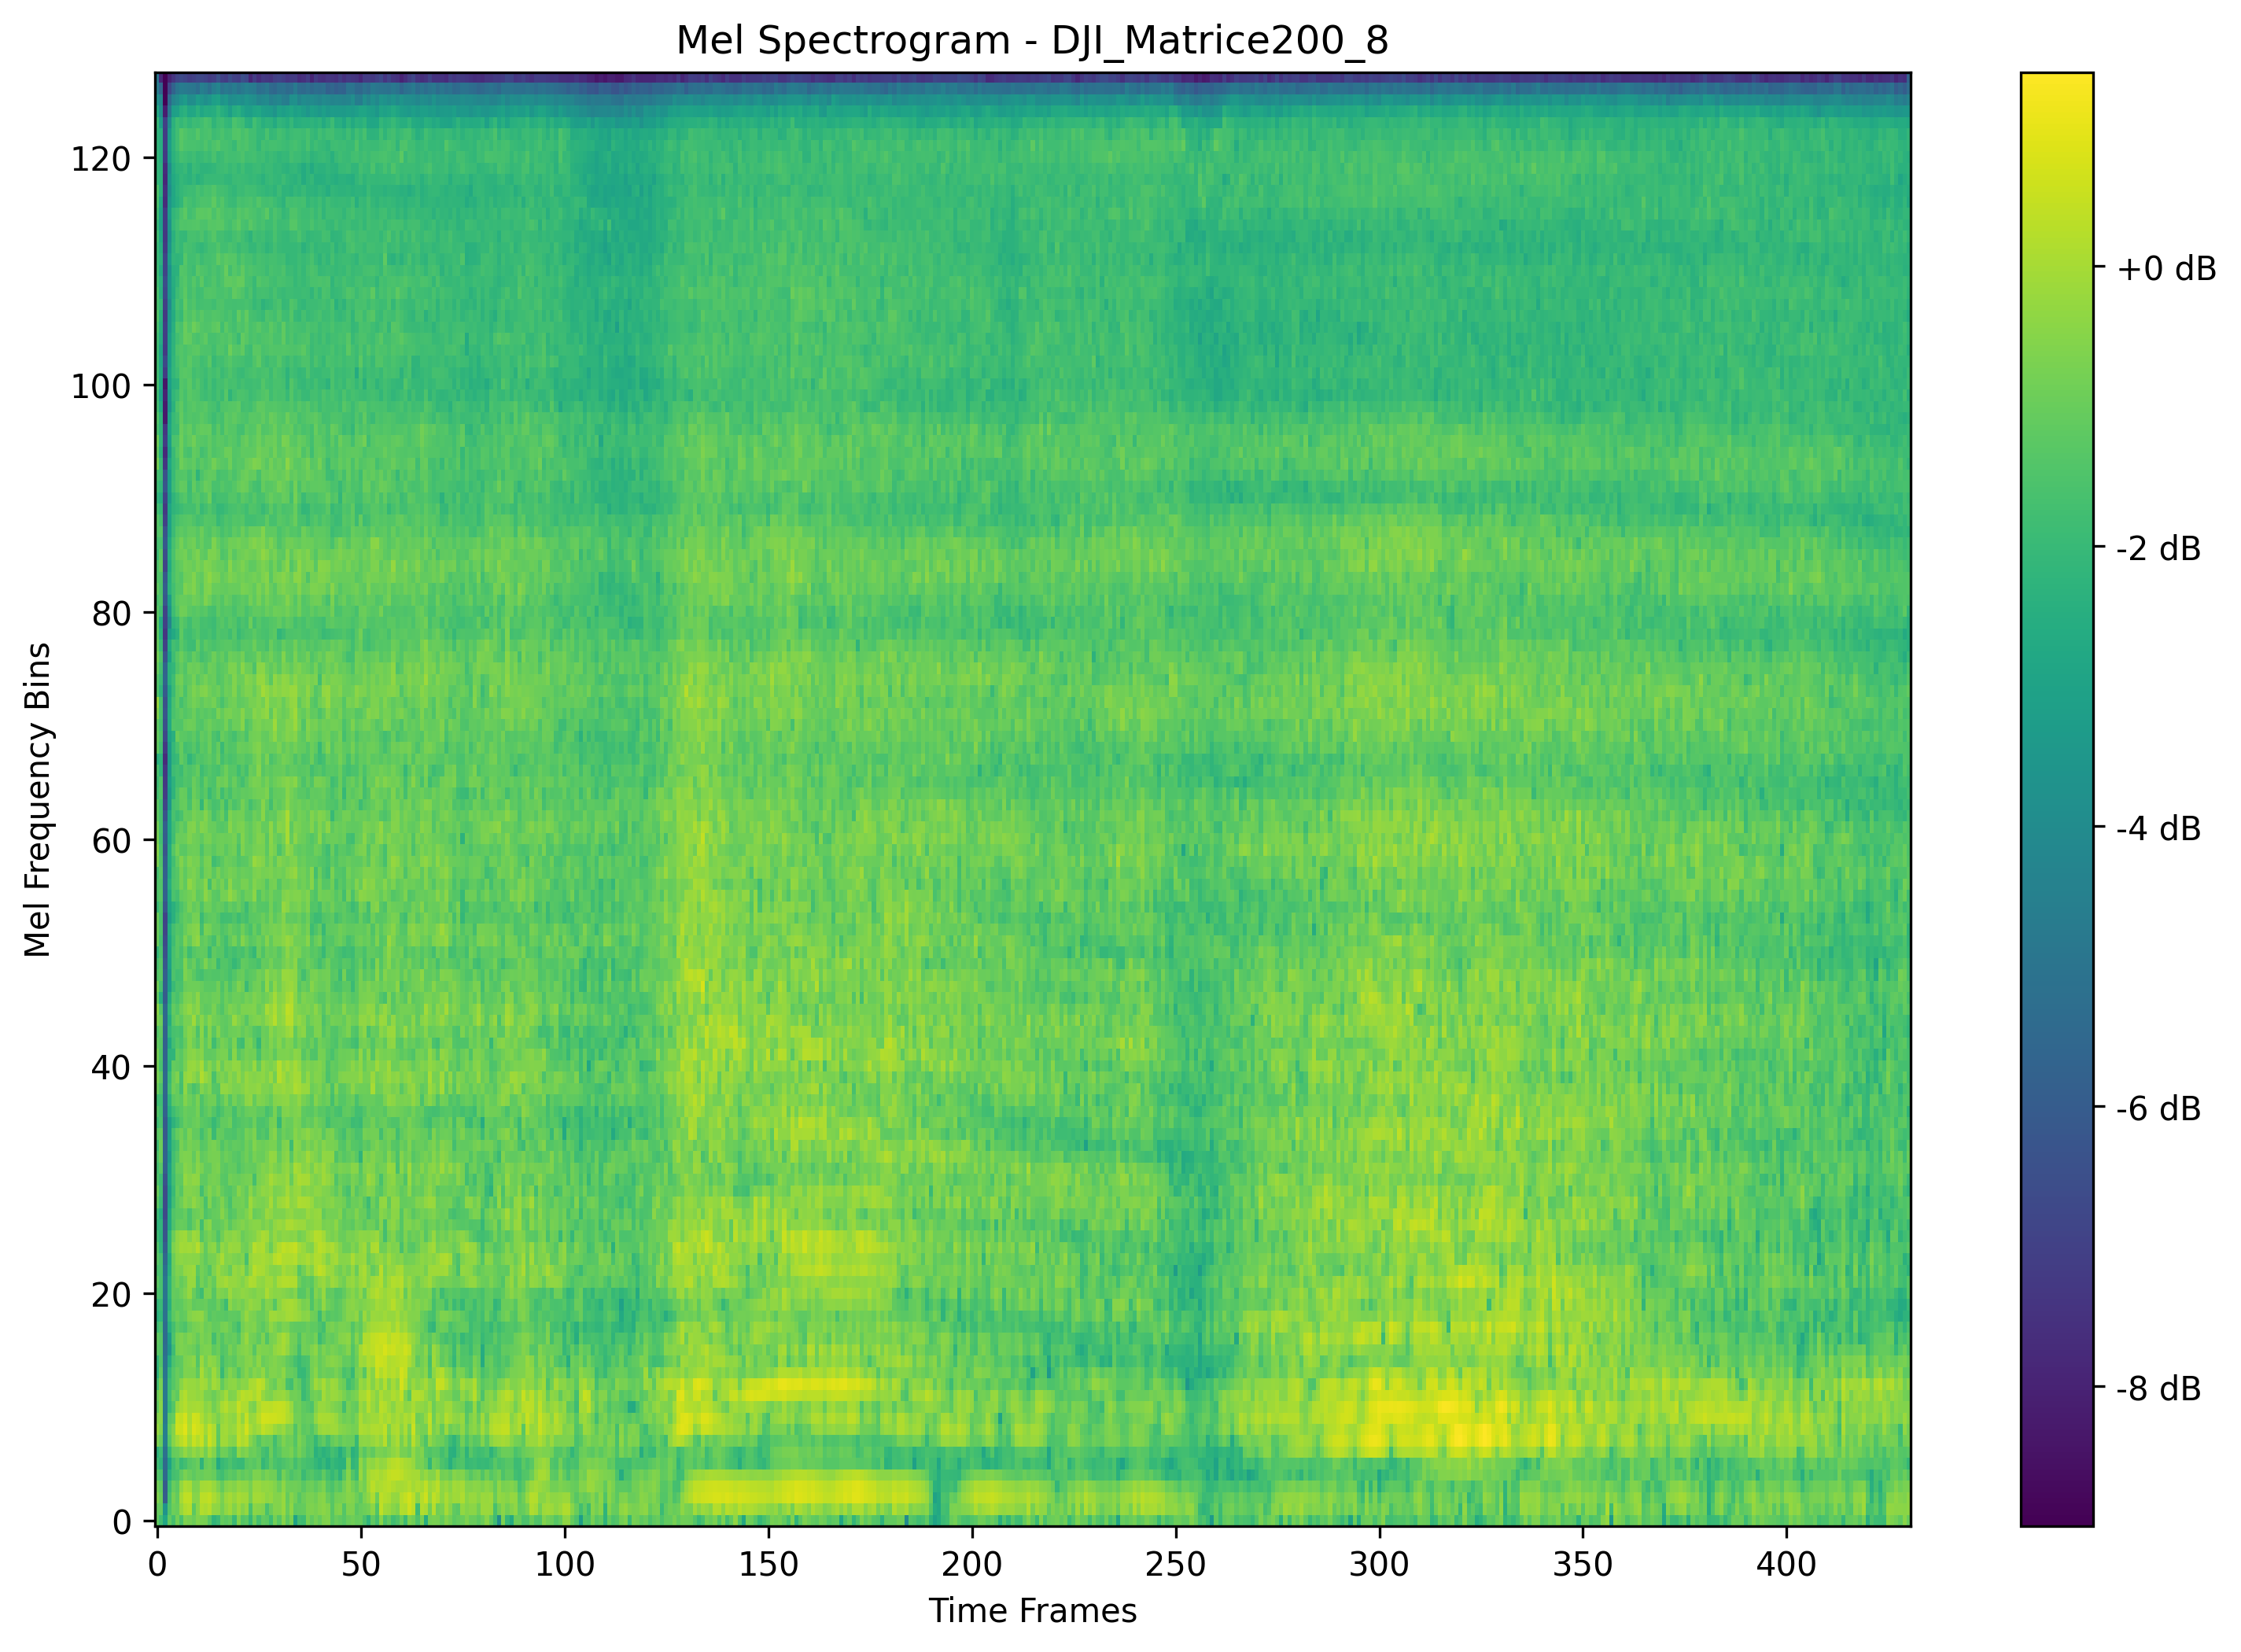 Mel Spectrogram - DJI_Matrice200_8
Mel Frequency Bins
120
100
80
60
40
20
0
0 50 100 150 200 250 300 350 400
Time Frames
+0 dB
-2 dB
-4 dB
-6 dB
-8 dB